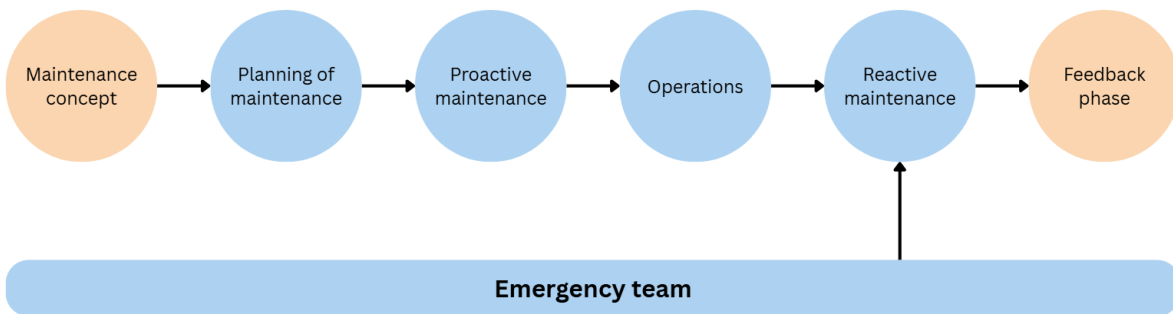 Maintenance
concept
Planning of
maintenance
Proactive
maintenance
Operations
Reactive
maintenance
Feedback
phase
Emergency team